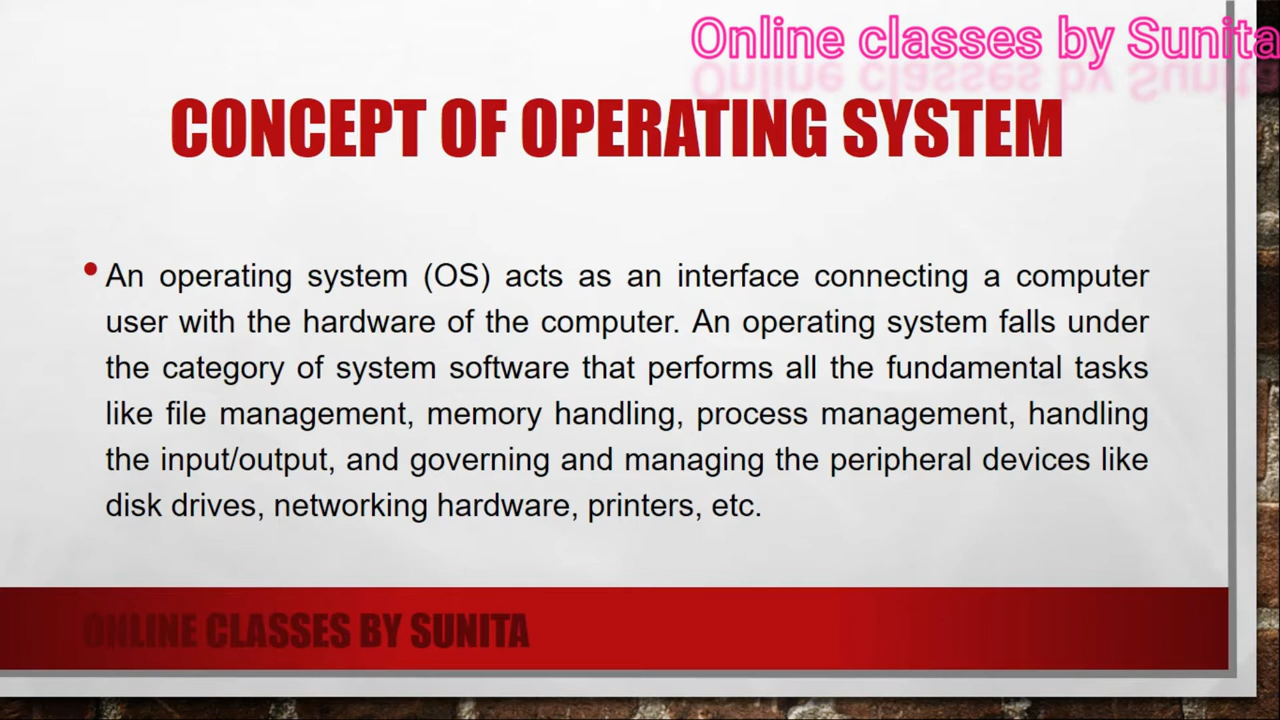 Online classes by Sunita
CONCEPT OF OPERATING SYSTEM
• An operating system (OS) acts as an interface connecting a computer
user with the hardware of the computer. An operating system falls under
the category of system software that performs all the fundamental tasks
like file management, memory handling, process management, handling
the input/output, and governing and managing the peripheral devices like
disk drives, networking hardware, printers, etc.
ONLINE CLASSES BY SUNITA